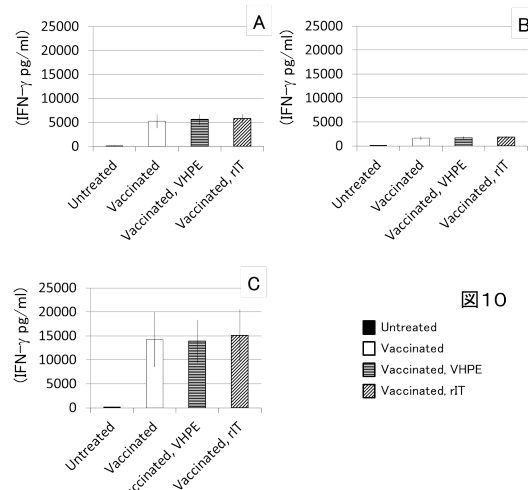 A
25000
20000
15000
10000
5000
0
(IFN-γ pg/ml)
Untreated
Vaccinated
Vaccinated, VHPE
Vaccinated, rIT
B
25000
20000
15000
10000
5000
0
(IFN-γ pg/ml)
Untreated
Vaccinated
Vaccinated, VHPE
Vaccinated, rIT
C
25000
20000
15000
10000
5000
0
(IFN-γ pg/ml)
Untreated
Vaccinated
Vaccinated, VHPE
Vaccinated, rIT
図10
Untreated
Vaccinated
Vaccinated, VHPE
Vaccinated, rIT